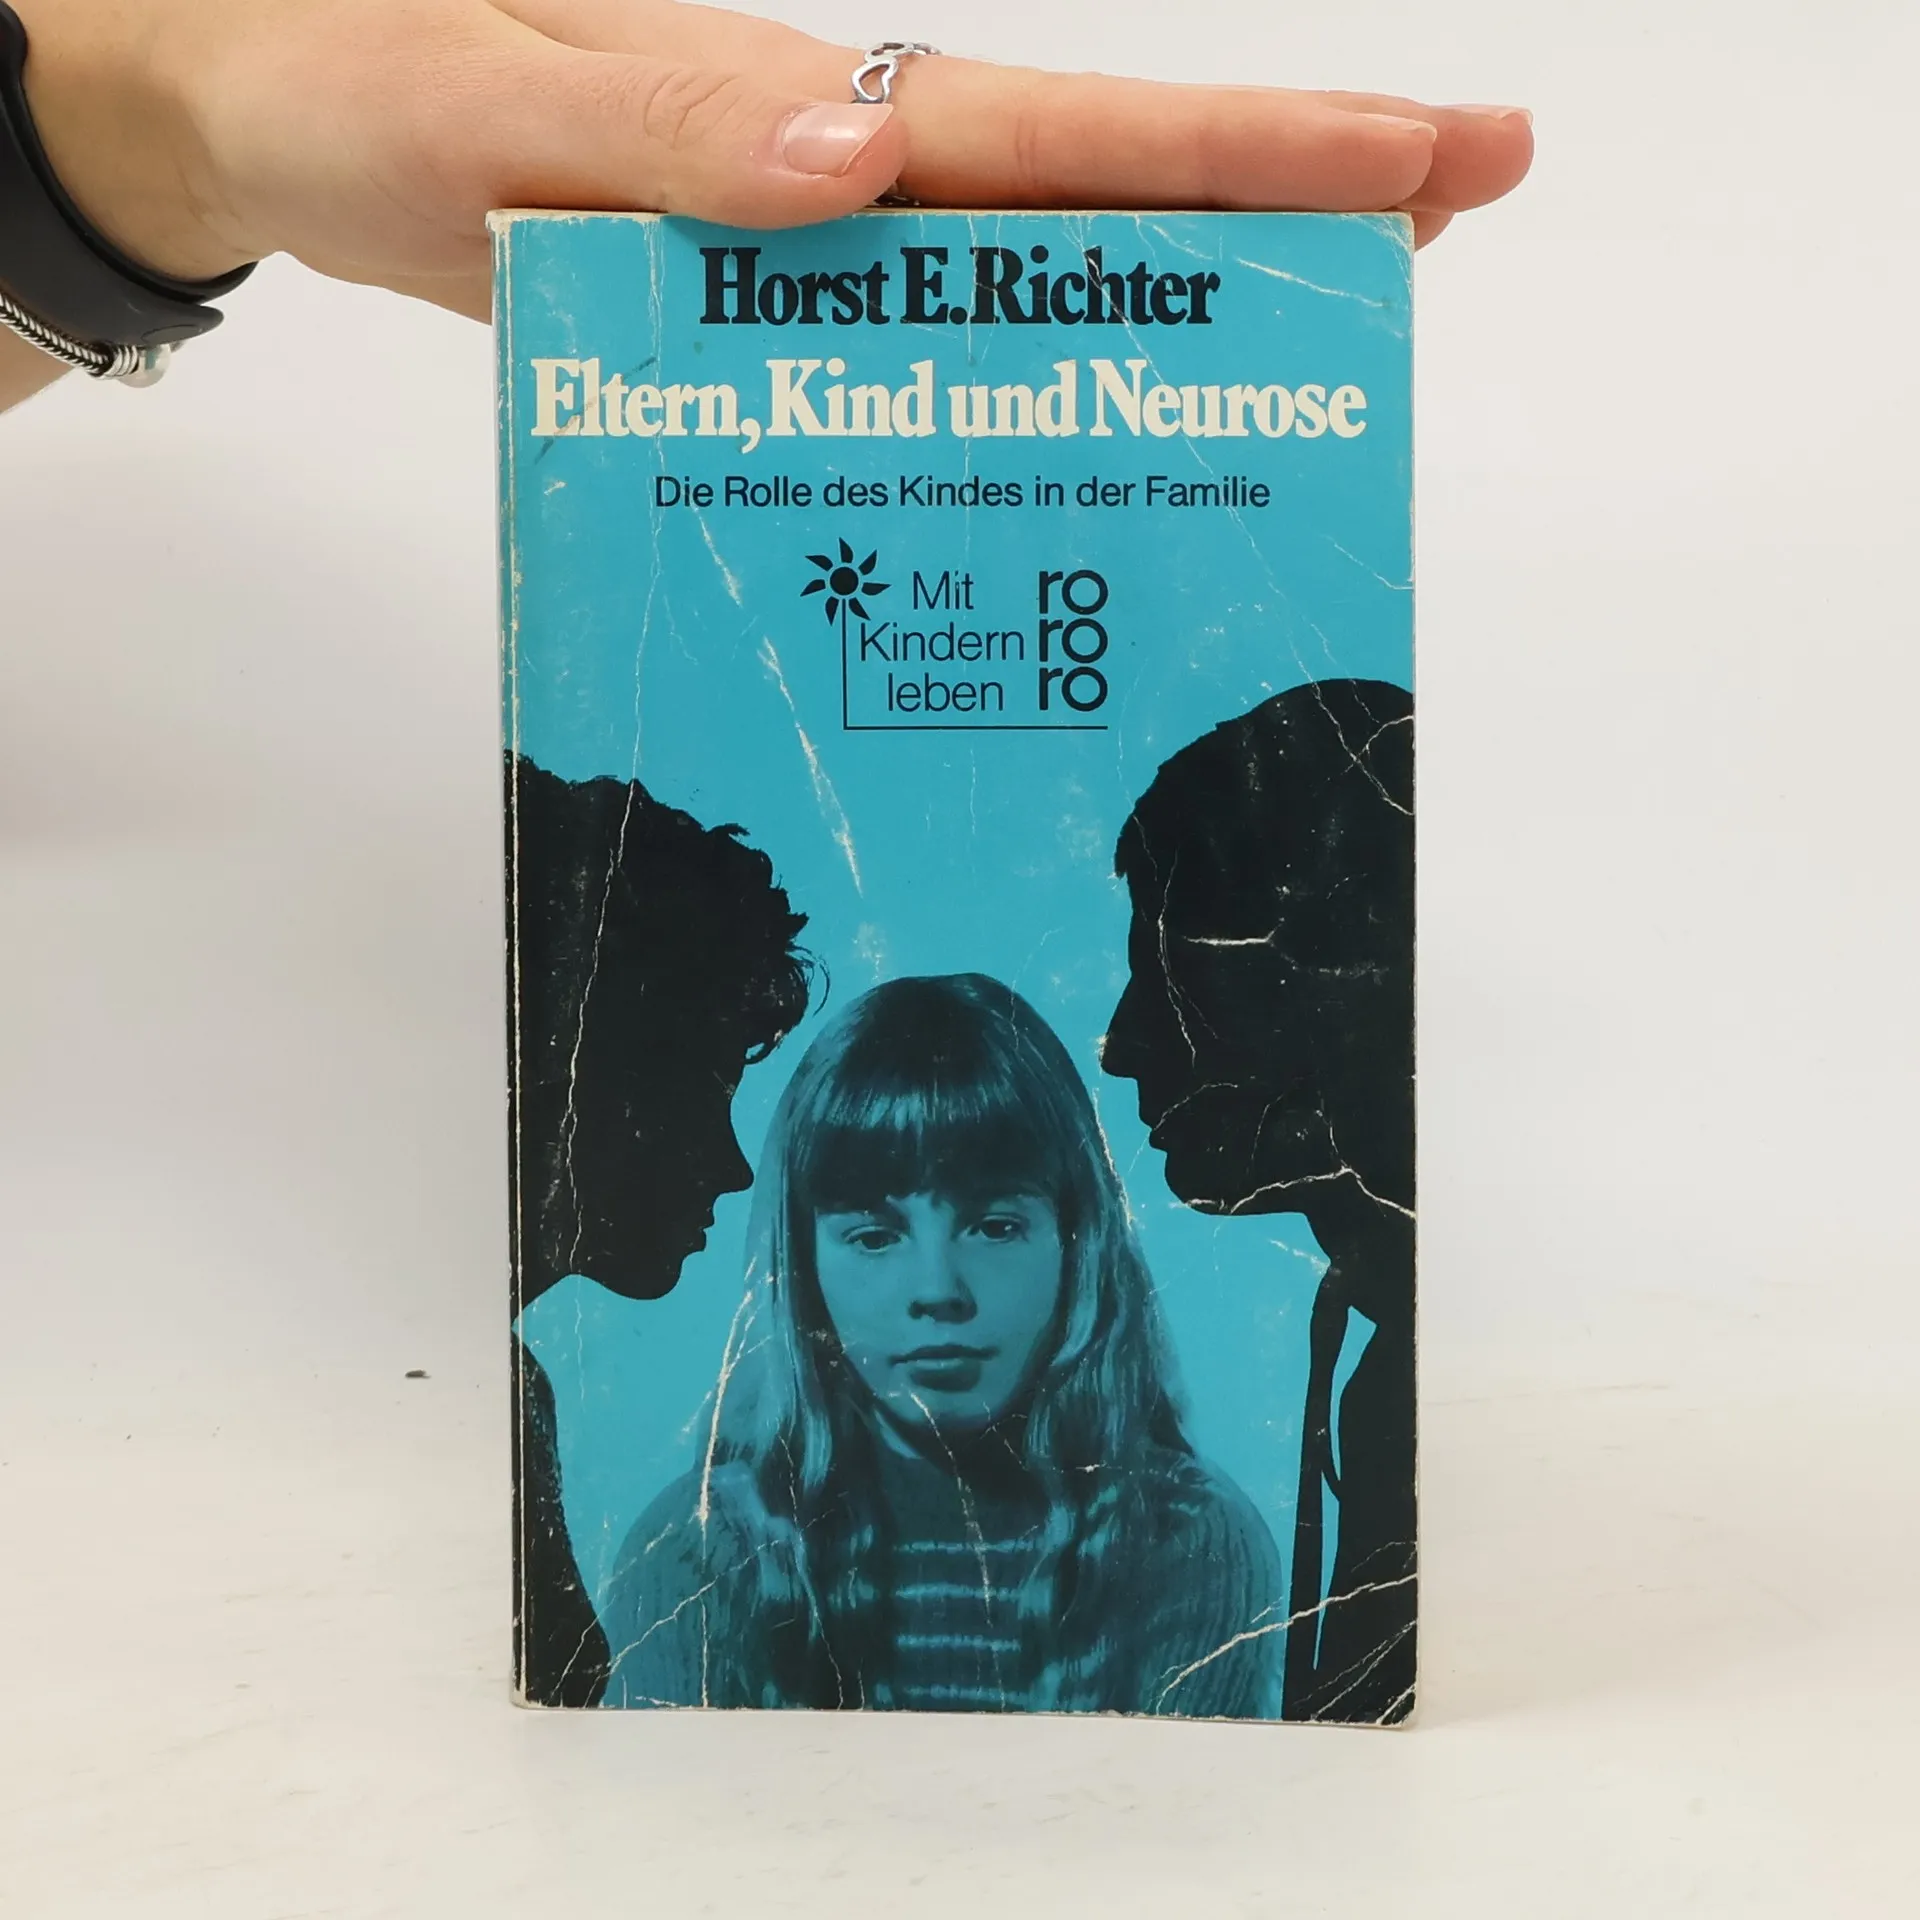 Horst E. Richter
Eltern, Kind und Neurose
Die Rolle des Kindes in der Familie
Mit
Kindern
leben
ro
ro
ro